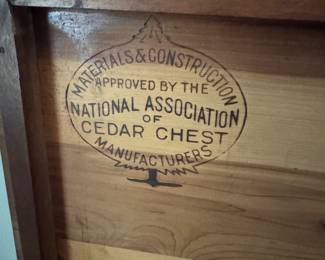 MATERIALS & CONSTRUCTION
APPROVED BY THE
NATIONAL ASSOCIATION
OF
CEDAR CHEST
MANUFACTURERS